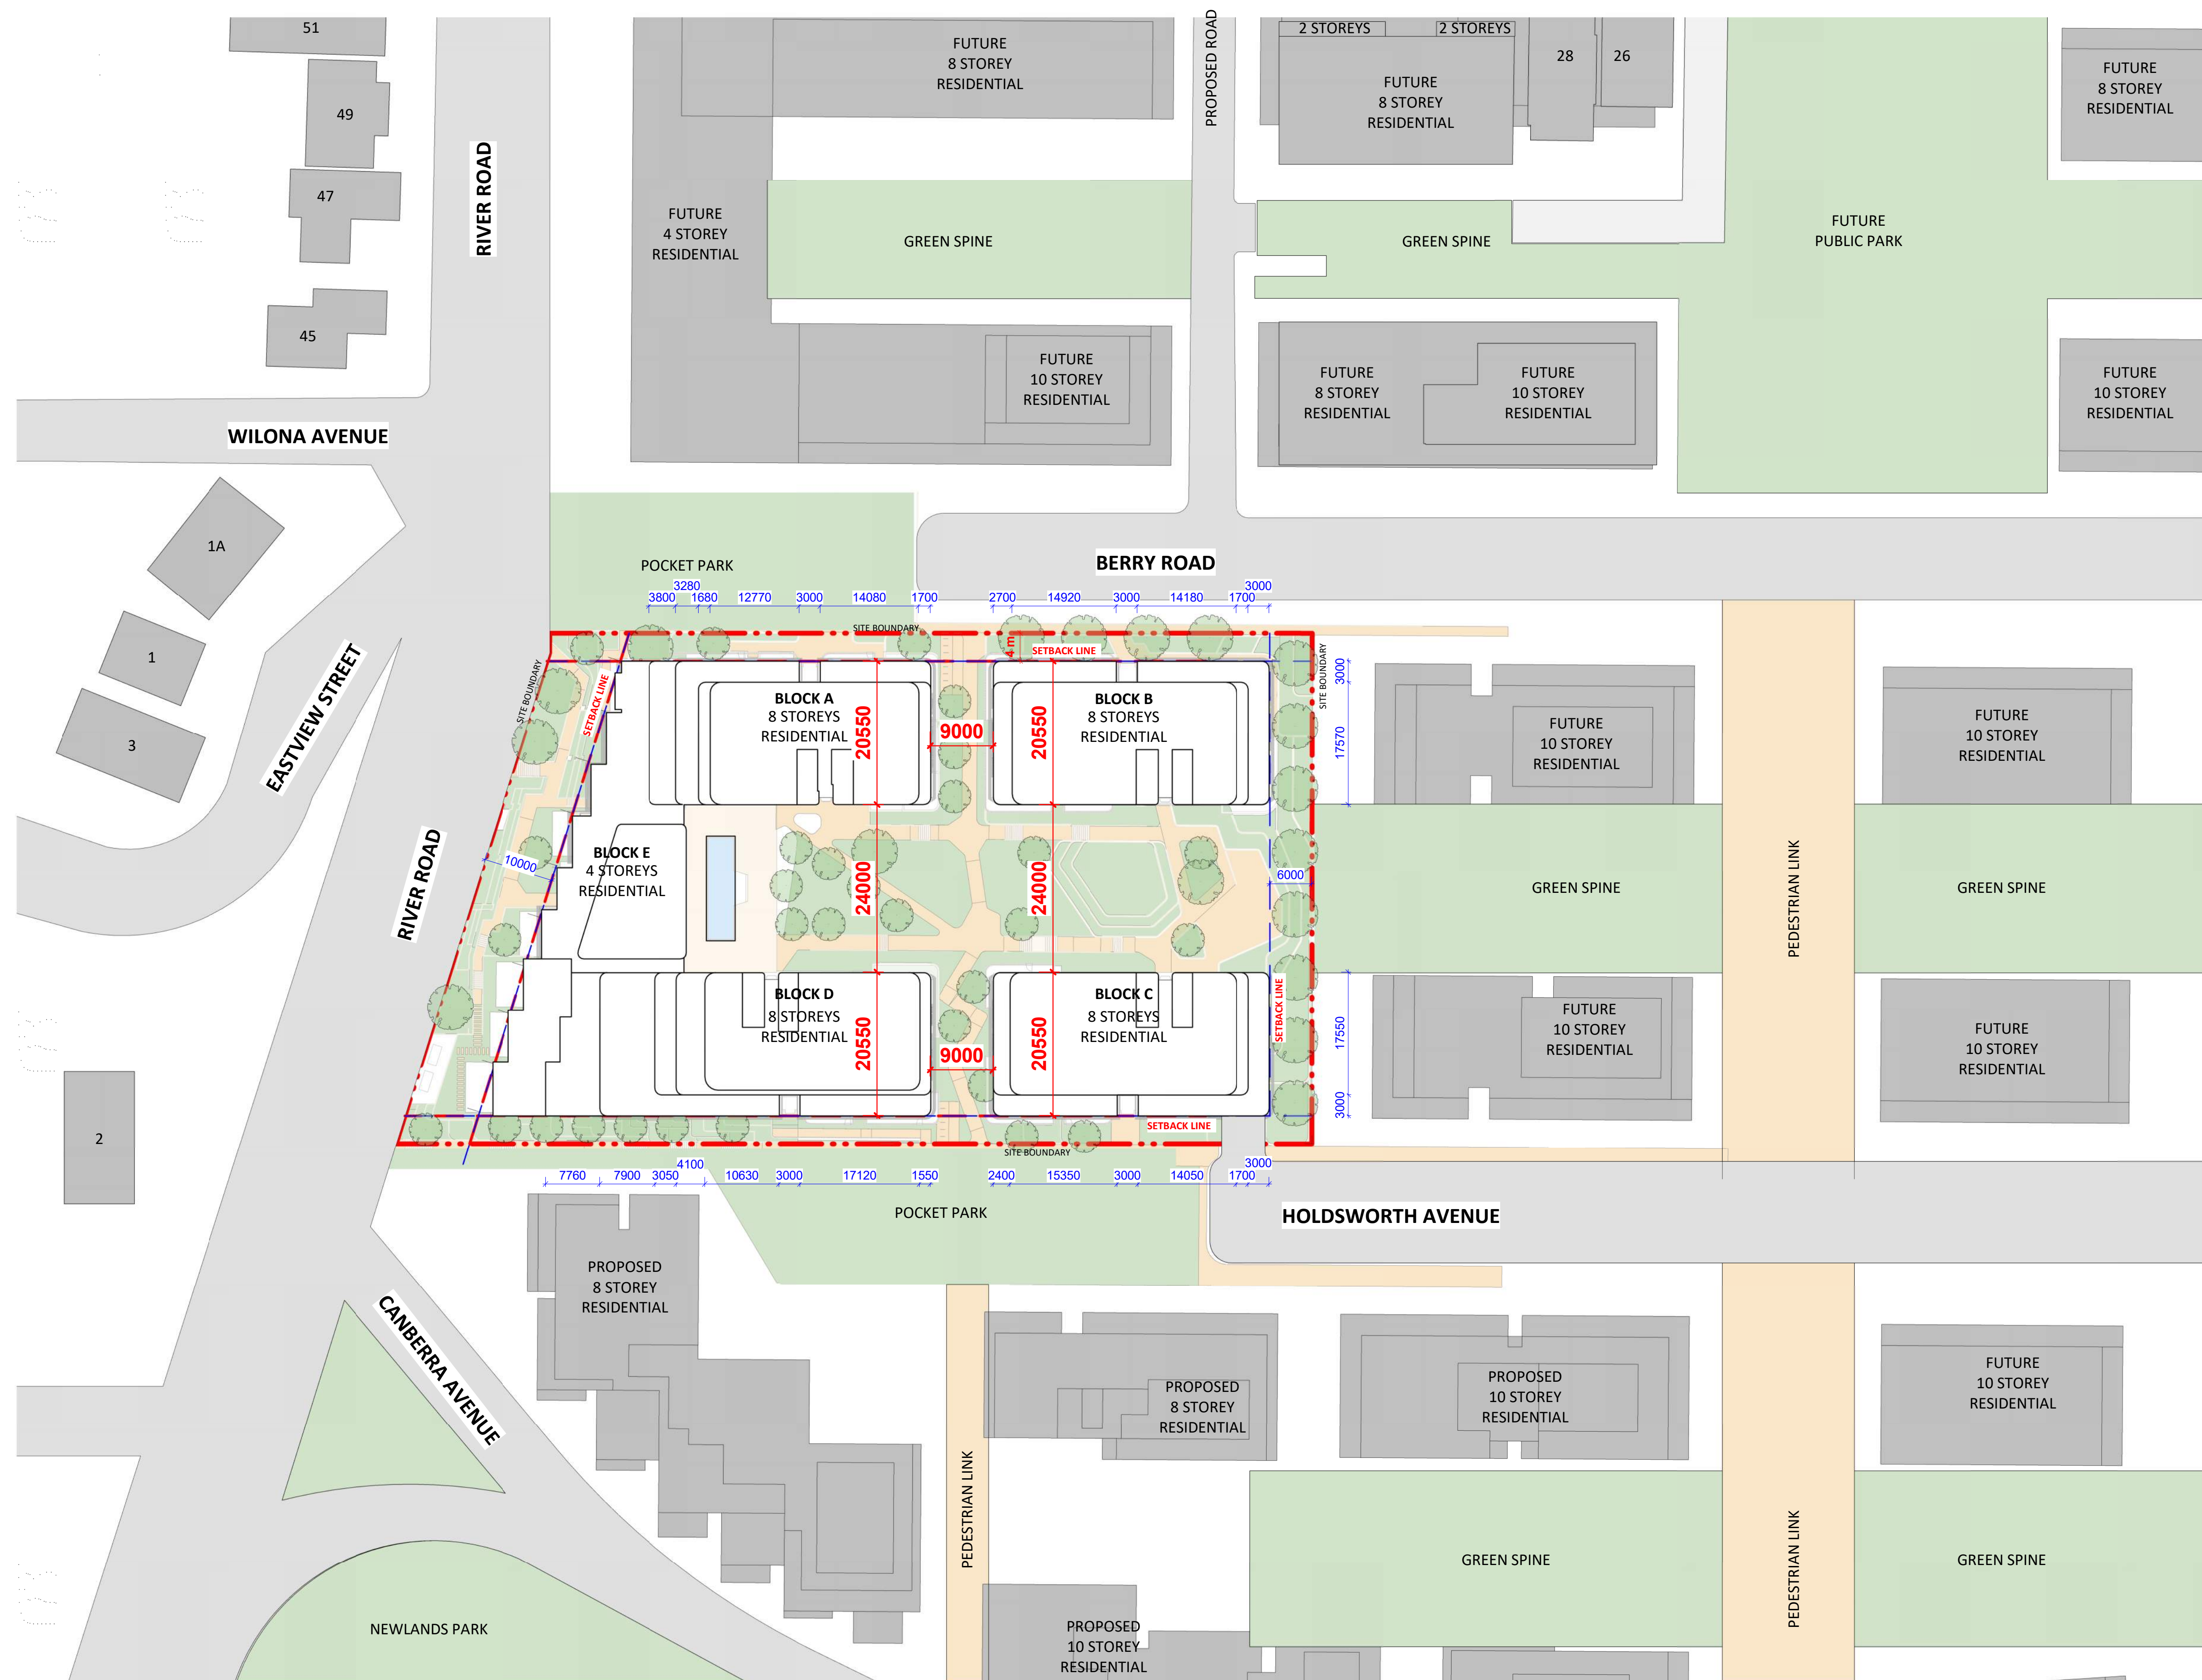 51
49
47
45
RIVER ROAD
FUTURE
8 STOREY
RESIDENTIAL
PROPOSED ROAD
2 STOREYS
2 STOREYS
FUTURE
8 STOREY
RESIDENTIAL
28
26
FUTURE
8 STOREY
RESIDENTIAL
FUTURE
4 STOREY
RESIDENTIAL
GREEN SPINE
GREEN SPINE
FUTURE
PUBLIC PARK
FUTURE
10 STOREY
RESIDENTIAL
FUTURE
8 STOREY
RESIDENTIAL
FUTURE
10 STOREY
RESIDENTIAL
FUTURE
10 STOREY
RESIDENTIAL
WILONA AVENUE
1A
1
3
EASTVIEW STREET
POCKET PARK
BERRY ROAD
3280
3800
1680
12770
3000
14080
1700
2700
14920
3000
14180
1700
3000
SITE BOUNDARY
4 m
SETBACK LINE
SITE BOUNDARY
SETBACK LINE
SITE BOUNDARY
3000
17570
BLOCK A
8 STOREYS
RESIDENTIAL
20550
9000
20550
BLOCK B
8 STOREYS
RESIDENTIAL
FUTURE
10 STOREY
RESIDENTIAL
FUTURE
10 STOREY
RESIDENTIAL
RIVER ROAD
10000
BLOCK E
4 STOREYS
RESIDENTIAL
24000
24000
6000
GREEN SPINE
PEDESTRIAN LINK
GREEN SPINE
BLOCK D
8 STOREYS
RESIDENTIAL
20550
9000
20550
BLOCK C
8 STOREYS
RESIDENTIAL
SETBACK LINE
17550
3000
FUTURE
10 STOREY
RESIDENTIAL
FUTURE
10 STOREY
RESIDENTIAL
2
SETBACK LINE
SITE BOUNDARY
7760
7900
3050
4100
10630
3000
17120
1550
2400
15350
3000
14050
1700
3000
POCKET PARK
HOLDSWORTH AVENUE
PROPOSED
8 STOREY
RESIDENTIAL
CANBERRA AVENUE
PROPOSED
8 STOREY
RESIDENTIAL
PROPOSED
10 STOREY
RESIDENTIAL
FUTURE
10 STOREY
RESIDENTIAL
PEDESTRIAN LINK
GREEN SPINE
PEDESTRIAN LINK
GREEN SPINE
NEWLANDS PARK
PROPOSED
10 STOREY
RESIDENTIAL